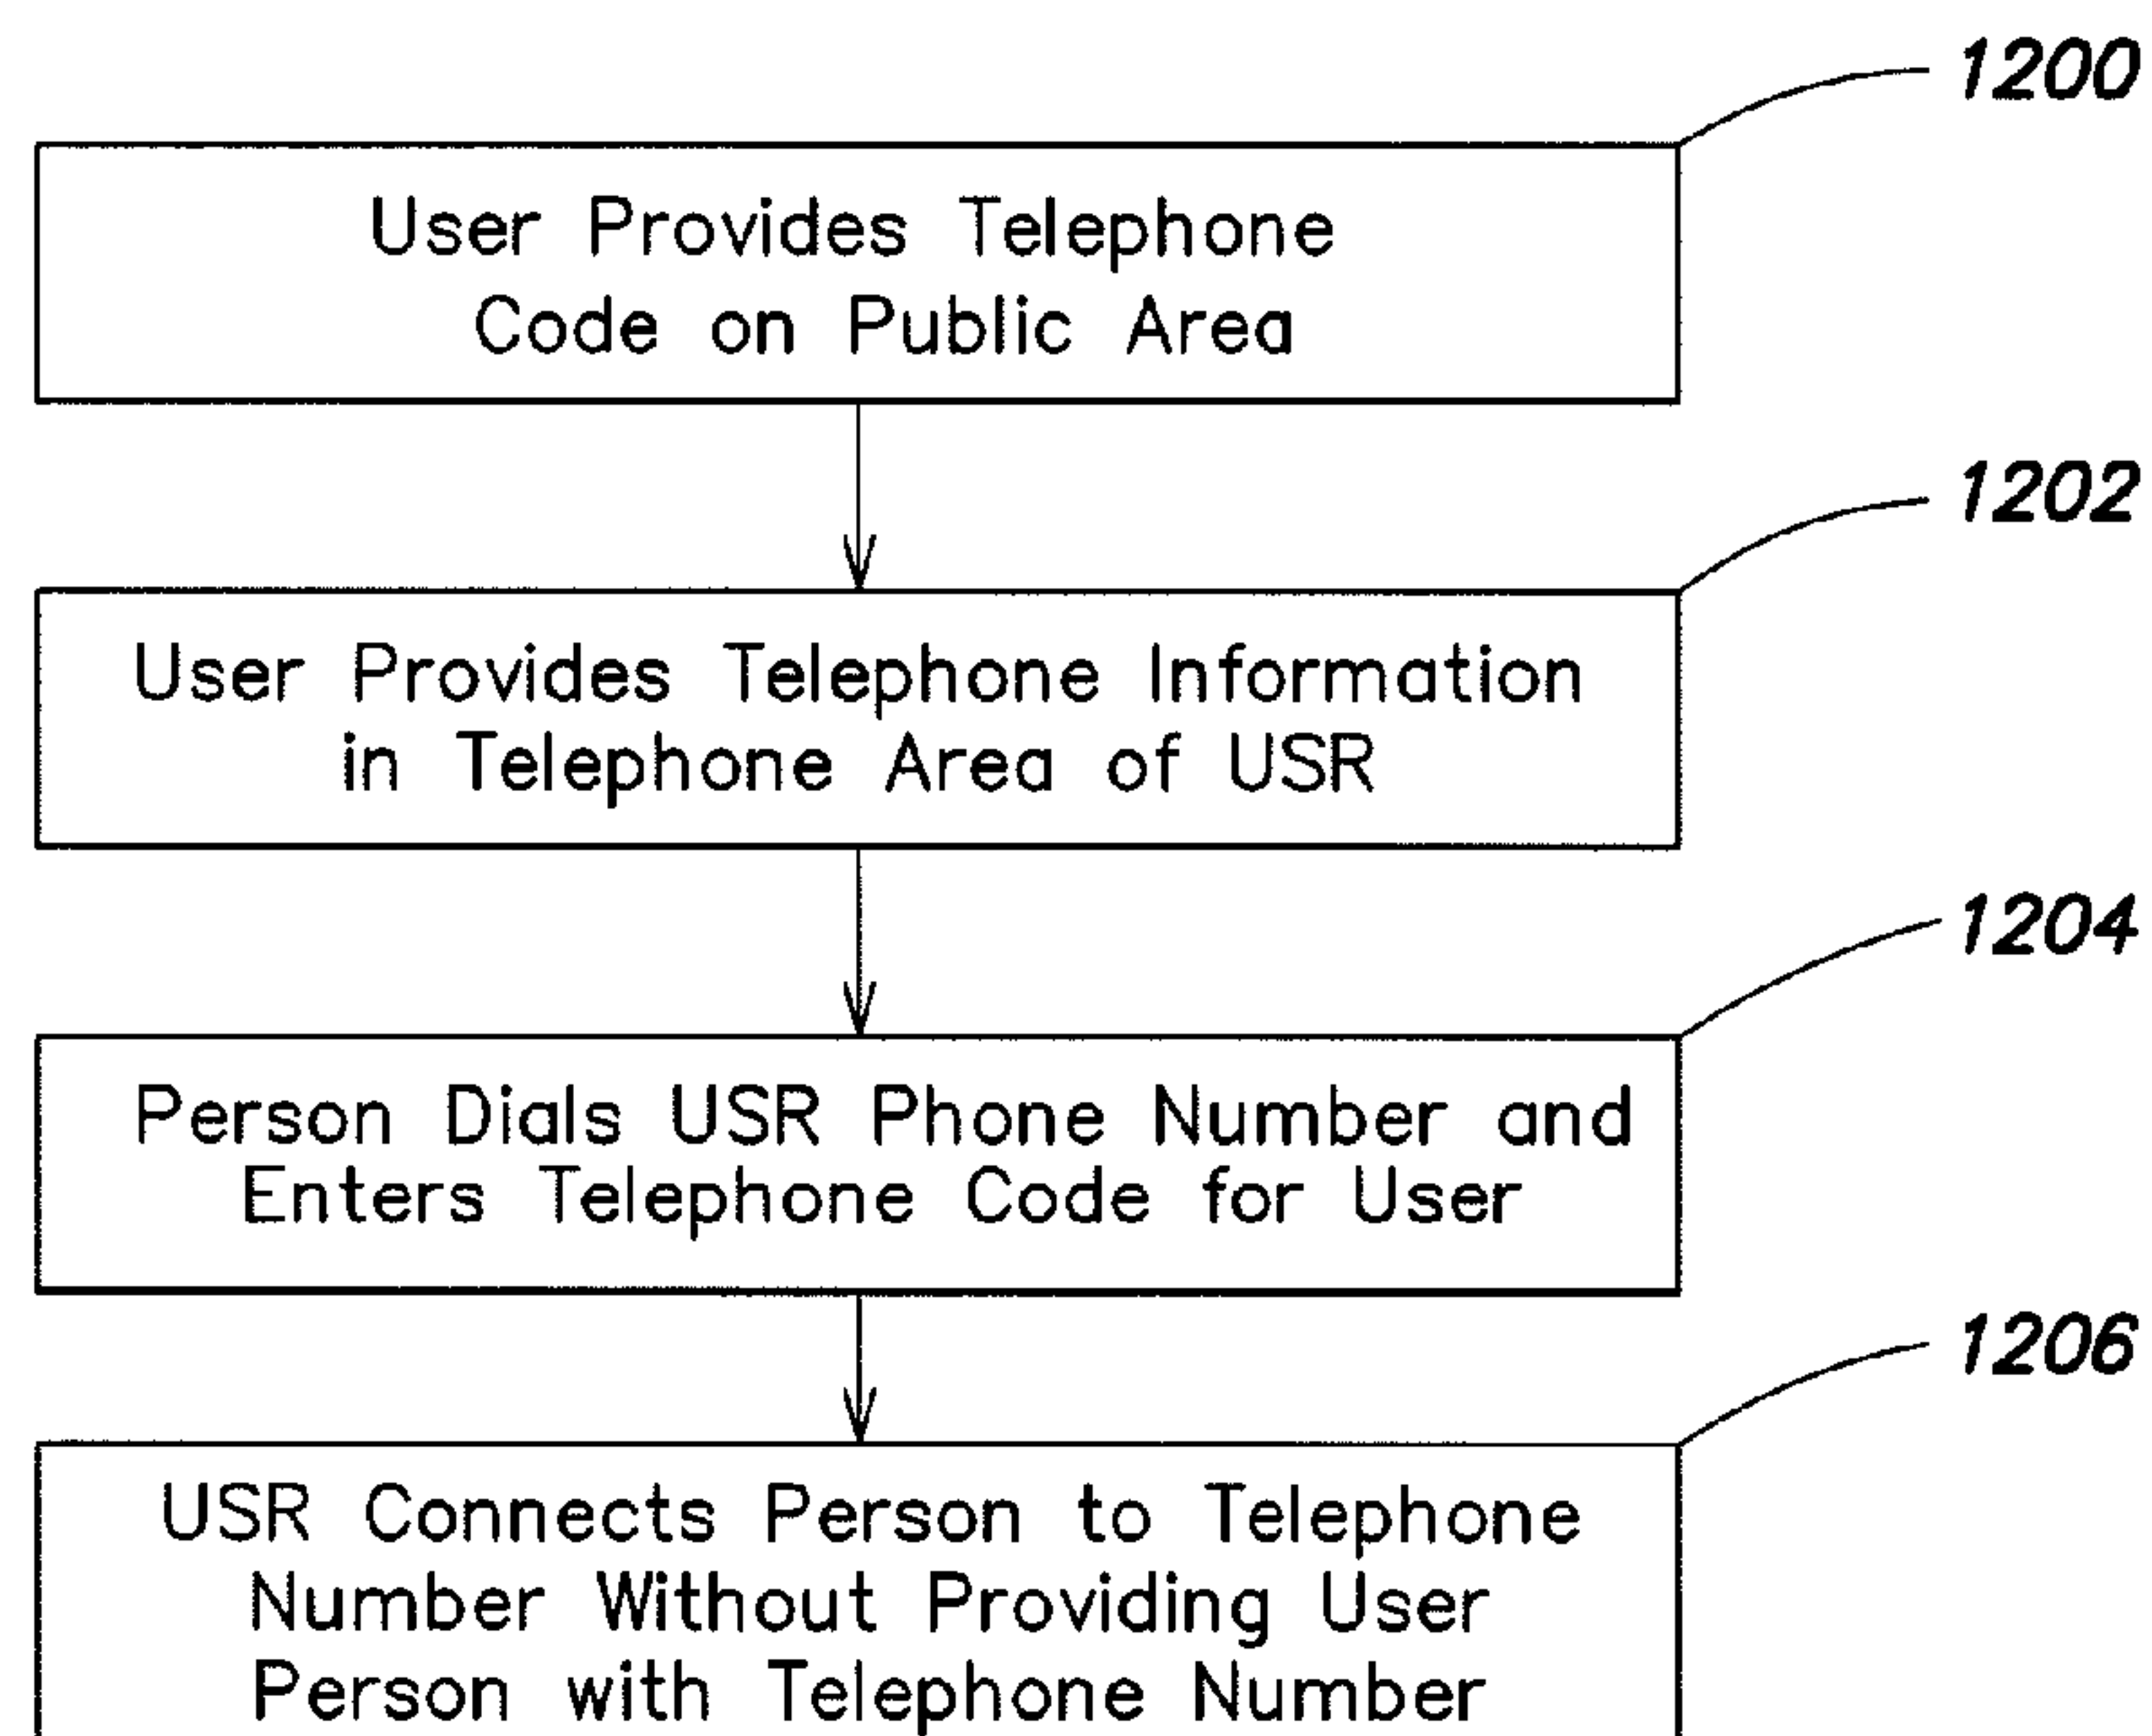 1200
User Provides Telephone
Code on Public Area
1202
User Provides Telephone Information
in Telephone Area of USR
1204
Person Dials USR Phone Number and
Enters Telephone Code for User
1206
USR Connects Person to Telephone
Number Without Providing User
Person with Telephone Number